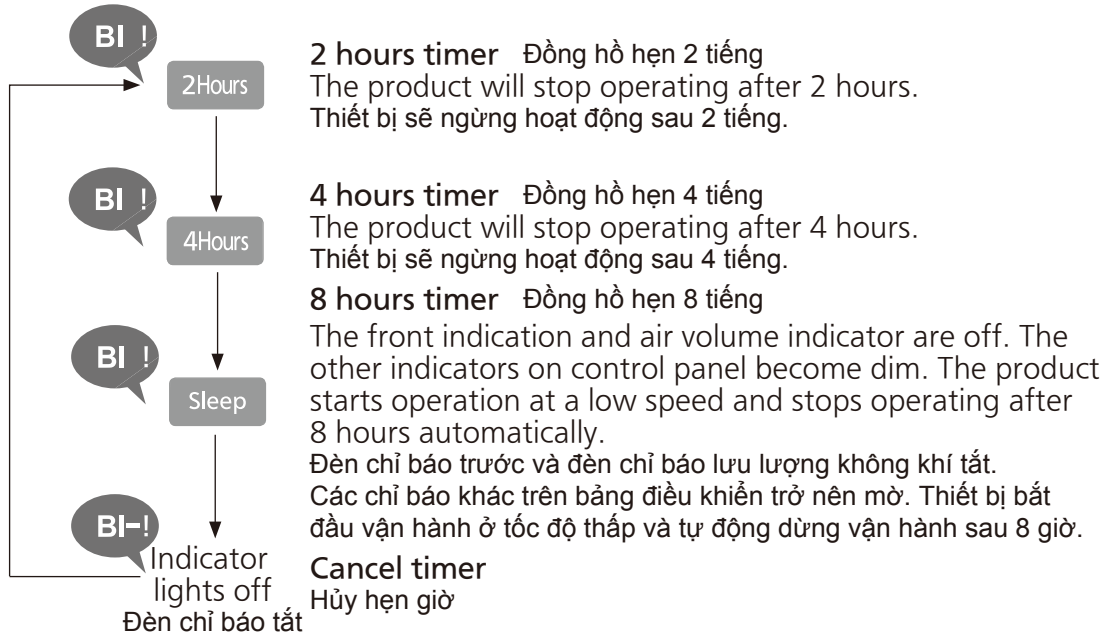 BI !
2Hours
2 hours timer Đồng hồ hẹn 2 tiếng
The product will stop operating after 2 hours.
Thiết bị sẽ ngừng hoạt động sau 2 tiếng.
BI !
4Hours
4 hours timer Đồng hồ hẹn 4 tiếng
The product will stop operating after 4 hours.
Thiết bị sẽ ngừng hoạt động sau 4 tiếng.
BI !
Sleep
8 hours timer Đồng hồ hẹn 8 tiếng
The front indication and air volume indicator are off. The
other indicators on control panel become dim. The product
starts operation at a low speed and stops operating after
8 hours automatically.
Đèn chỉ báo trước và đèn chỉ báo lưu lượng không khí tắt.
Các chỉ báo khác trên bảng điều khiển trở nên mờ. Thiết bị bắt
đầu vận hành ở tốc độ thấp và tự động dừng vận hành sau 8 giờ.
BI-!
Indicator
lights off
Đèn chỉ báo tắt
Cancel timer
Hủy hẹn giờ